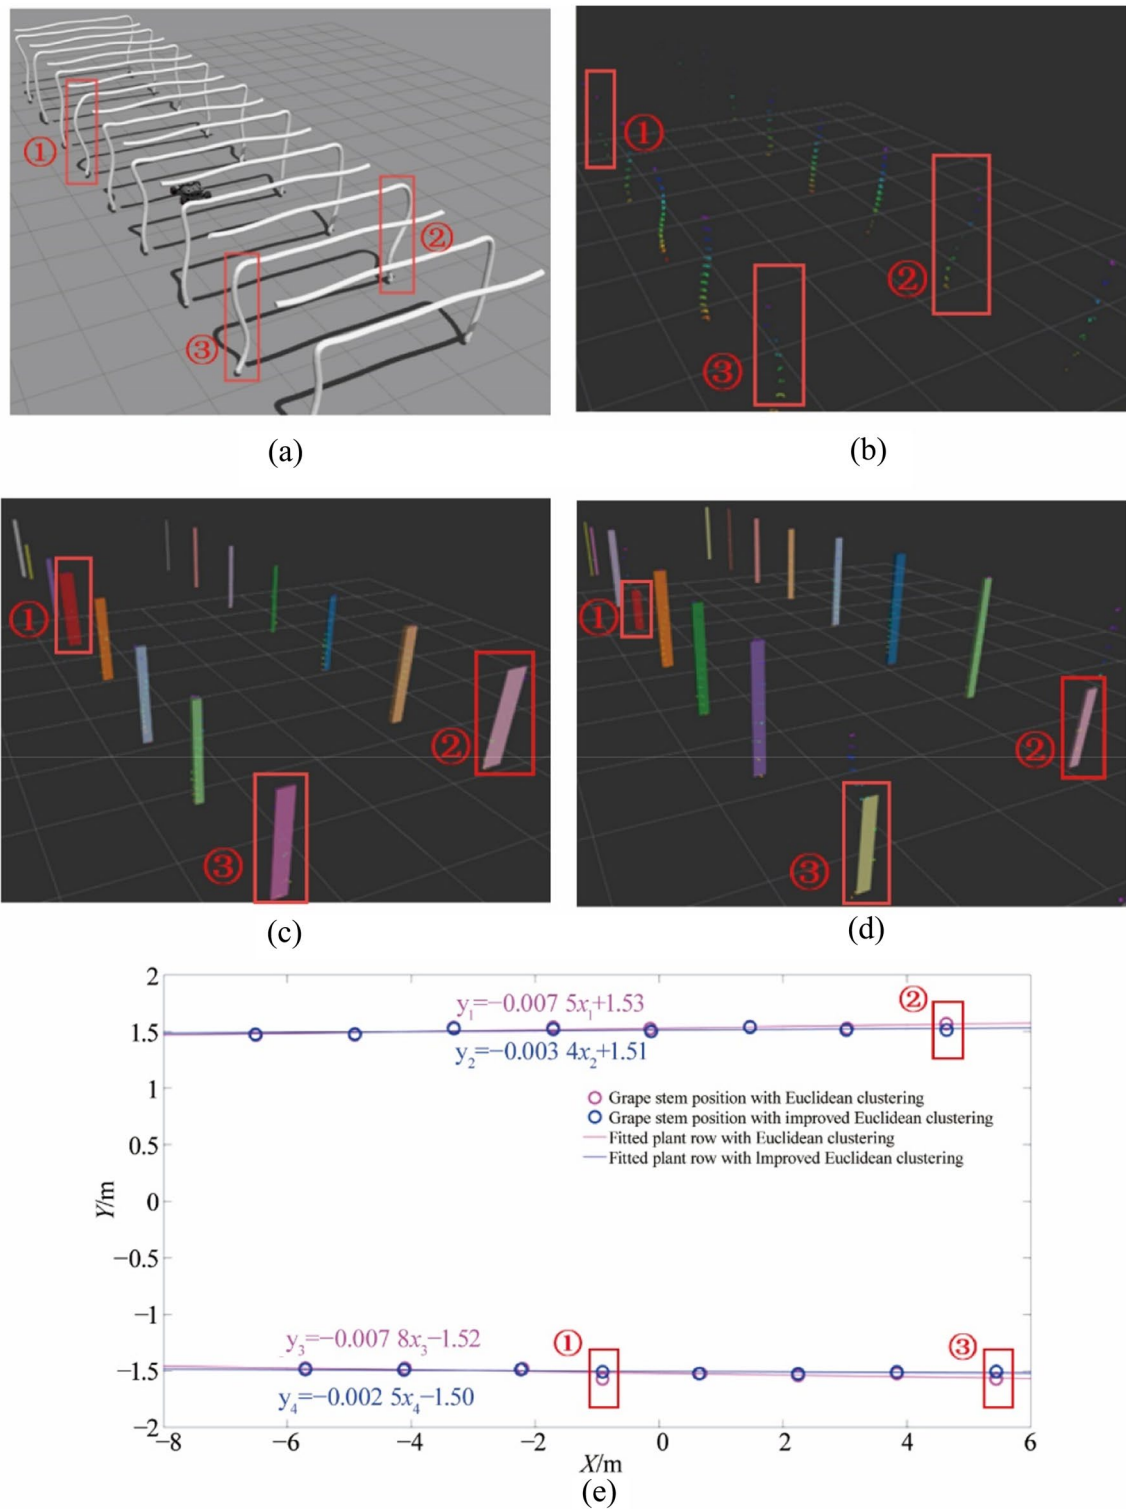 ①
②
③
①
②
③
(a)
(b)
①
②
③
①
②
③
(c)
(d)
2
1.5
1
0.5
0
−0.5
−1
−1.5
−2
Y/m
y₁=−0.007 5x₁+1.53
y₂=−0.003 4x₂+1.51
②
Grape stem position with Euclidean clustering
Grape stem position with improved Euclidean clustering
Fitted plant row with Euclidean clustering
Fitted plant row with Improved Euclidean clustering
y₃=−0.007 8x₃−1.52
①
③
y₄=−0.002 5x₄−1.50
−8 −6 −4 −2 0 2 4 6
X/m
(e)